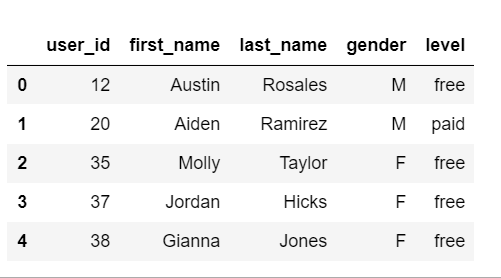 user_id first_name last_name gender level
0 12 Austin Rosales M free
1 20 Aiden Ramirez M paid
2 35 Molly Taylor F free
3 37 Jordan Hicks F free
4 38 Gianna Jones F free